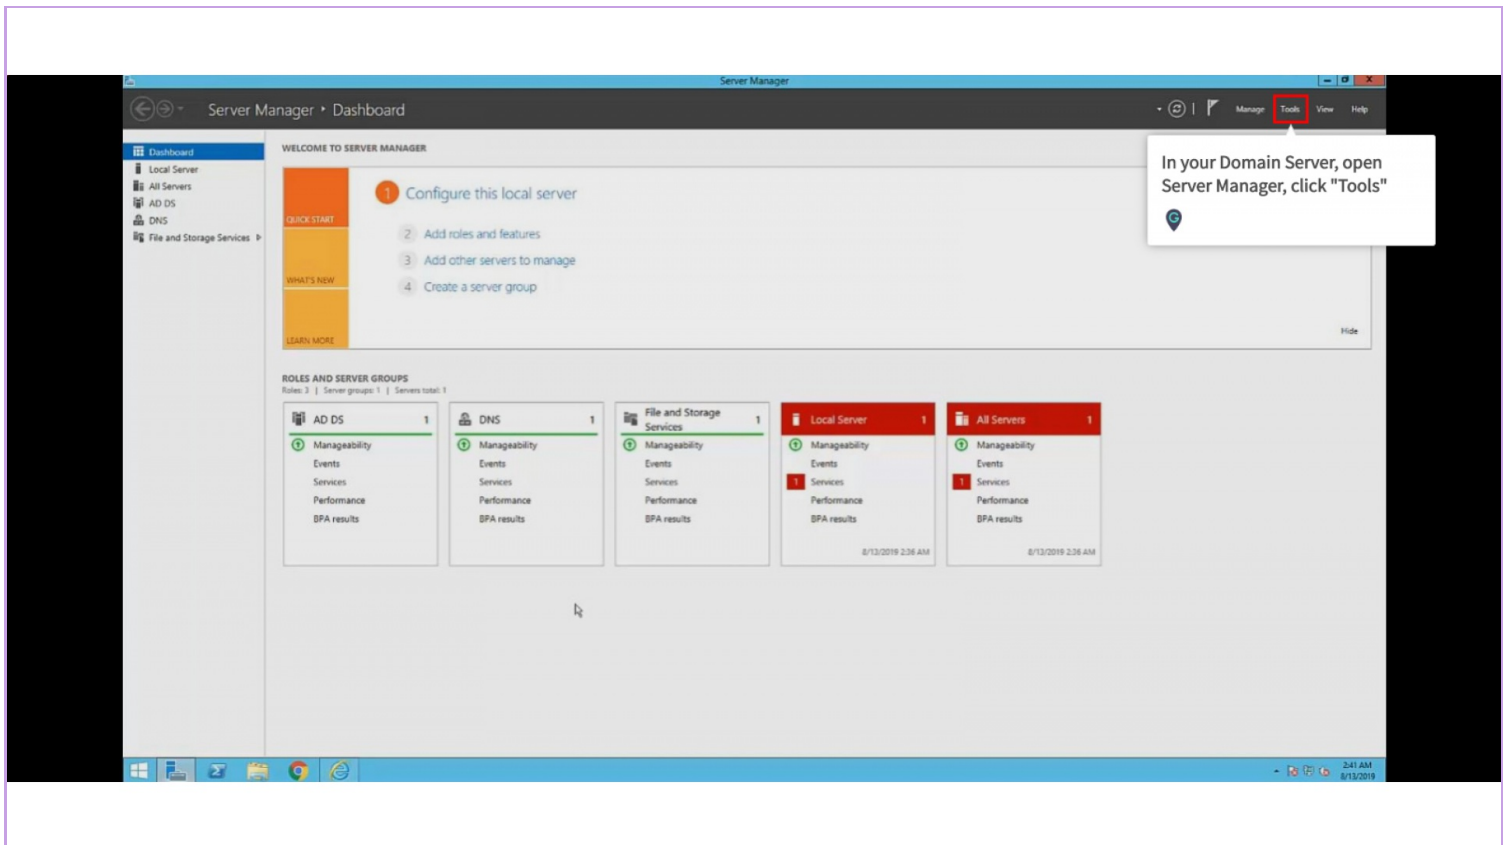 Server Manager
Server Manager • Dashboard
Manage Tools View Help
In your Domain Server, open
Server Manager, click "Tools"
Dashboard
Local Server
All Servers
AD DS
DNS
File and Storage Services
WELCOME TO SERVER MANAGER
QUICK START
WHAT'S NEW
LEARN MORE
1 Configure this local server
2 Add roles and features
3 Add other servers to manage
4 Create a server group
Hide
ROLES AND SERVER GROUPS
Roles: 3 | Server groups: 1 | Servers total: 1
AD DS 1
Manageability
Events
Services
Performance
BPA results
DNS 1
Manageability
Events
Services
Performance
BPA results
File and Storage
Services 1
Manageability
Events
Services
Performance
BPA results
Local Server 1
Manageability
Events
1 Services
Performance
BPA results
8/13/2019 2:36 AM
All Servers 1
Manageability
Events
1 Services
Performance
BPA results
8/13/2019 2:36 AM
2:41 AM
8/13/2019